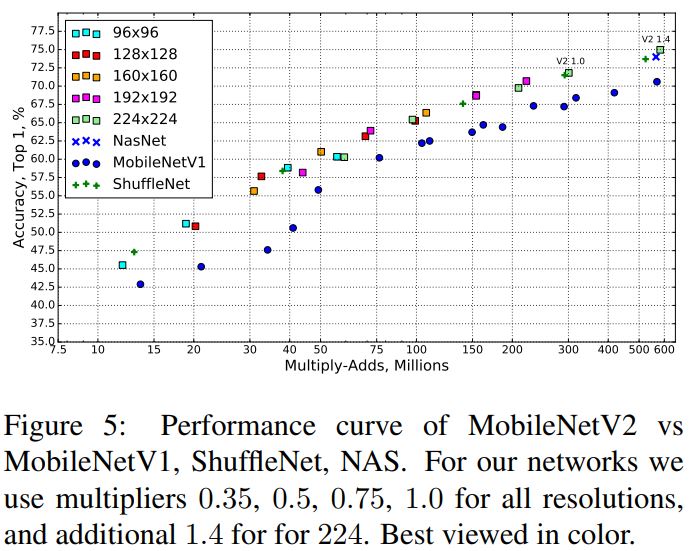 77.5
75.0
72.5
70.0
67.5
65.0
62.5
60.0
57.5
55.0
52.5
50.0
47.5
45.0
42.5
40.0
37.5
35.0
Accuracy, Top 1, %
96x96
128x128
160x160
192x192
224x224
NasNet
MobileNetV1
ShuffleNet
V2 1.4
V2 1.0
7.5 10 15 20 30 40 50 75 100 150 200 300 400 500 600
Multiply-Adds, Millions
Figure 5: Performance curve of MobileNetV2 vs
MobileNetV1, ShuffleNet, NAS. For our networks we
use multipliers 0.35, 0.5, 0.75, 1.0 for all resolutions,
and additional 1.4 for for 224. Best viewed in color.